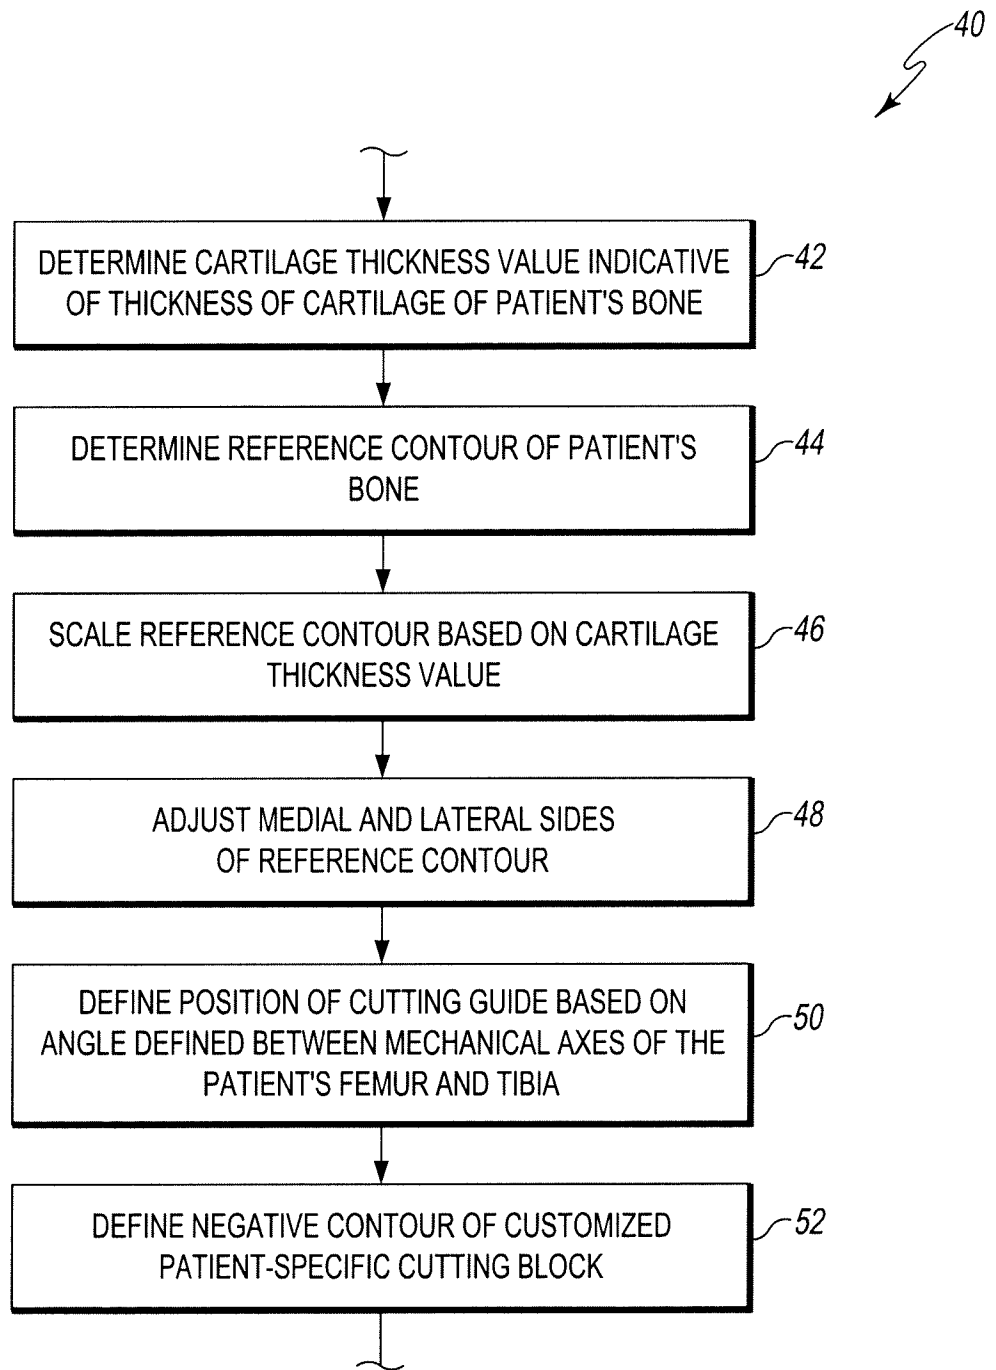 40
DETERMINE CARTILAGE THICKNESS VALUE INDICATIVE
OF THICKNESS OF CARTILAGE OF PATIENT'S BONE
42
DETERMINE REFERENCE CONTOUR OF PATIENT'S
BONE
44
SCALE REFERENCE CONTOUR BASED ON CARTILAGE
THICKNESS VALUE
46
ADJUST MEDIAL AND LATERAL SIDES
OF REFERENCE CONTOUR
48
DEFINE POSITION OF CUTTING GUIDE BASED ON
ANGLE DEFINED BETWEEN MECHANICAL AXES OF THE
PATIENT'S FEMUR AND TIBIA
50
DEFINE NEGATIVE CONTOUR OF CUSTOMIZED
PATIENT-SPECIFIC CUTTING BLOCK
52